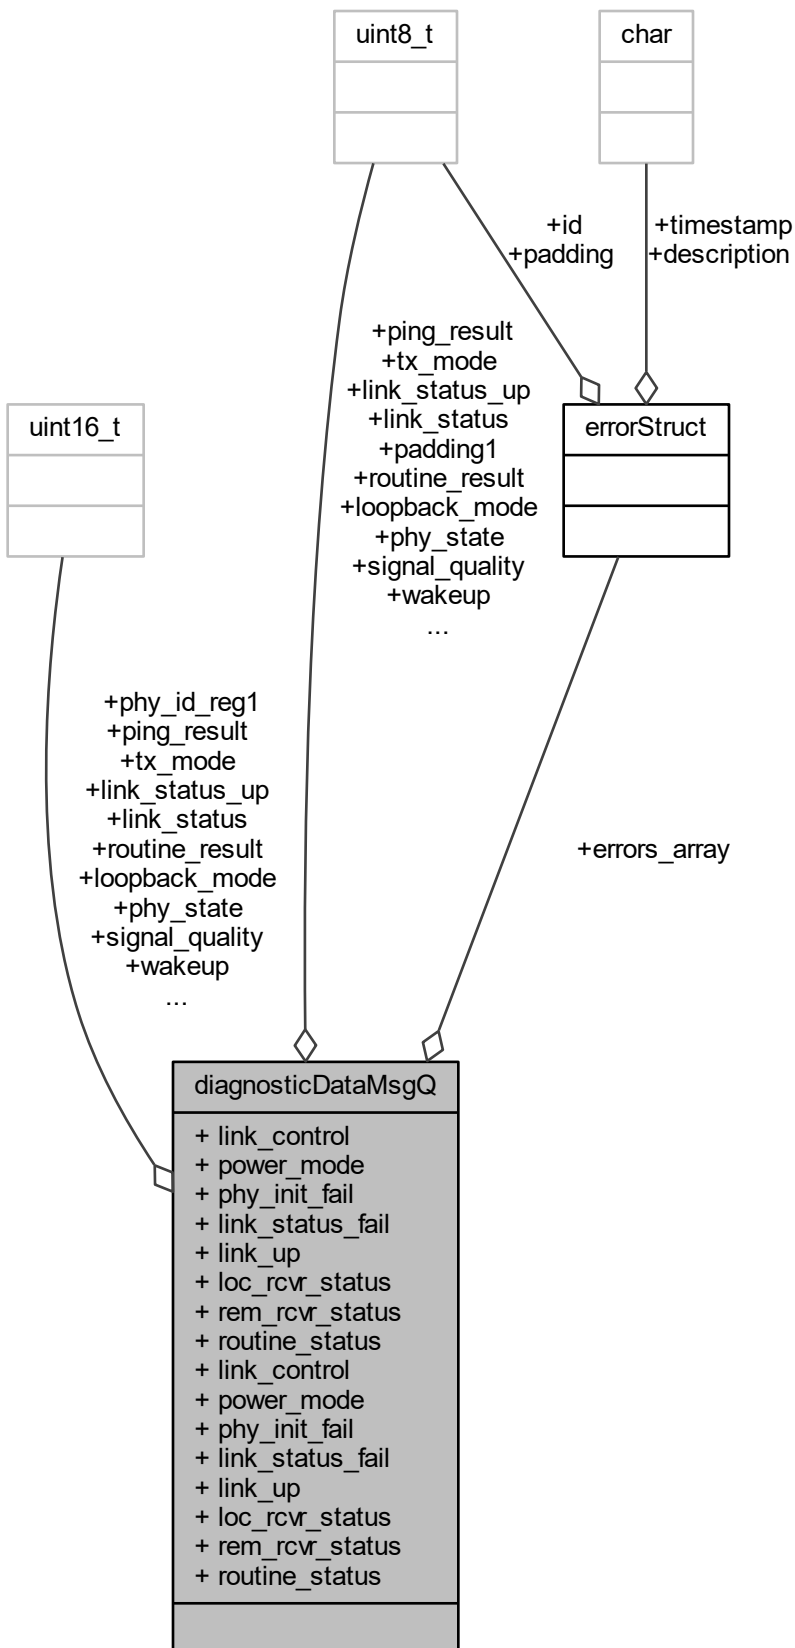 uint8_t
char
+id
+padding
+timestamp
+description
+ping_result
+tx_mode
+link_status_up
+link_status
+padding1
+routine_result
+loopback_mode
+phy_state
+signal_quality
+wakeup
...
uint16_t
errorStruct
+phy_id_reg1
+ping_result
+tx_mode
+link_status_up
+link_status
+routine_result
+loopback_mode
+phy_state
+signal_quality
+wakeup
...
+errors_array
diagnosticDataMsgQ
+ link_control
+ power_mode
+ phy_init_fail
+ link_status_fail
+ link_up
+ loc_rcvr_status
+ rem_rcvr_status
+ routine_status
+ link_control
+ power_mode
+ phy_init_fail
+ link_status_fail
+ link_up
+ loc_rcvr_status
+ rem_rcvr_status
+ routine_status